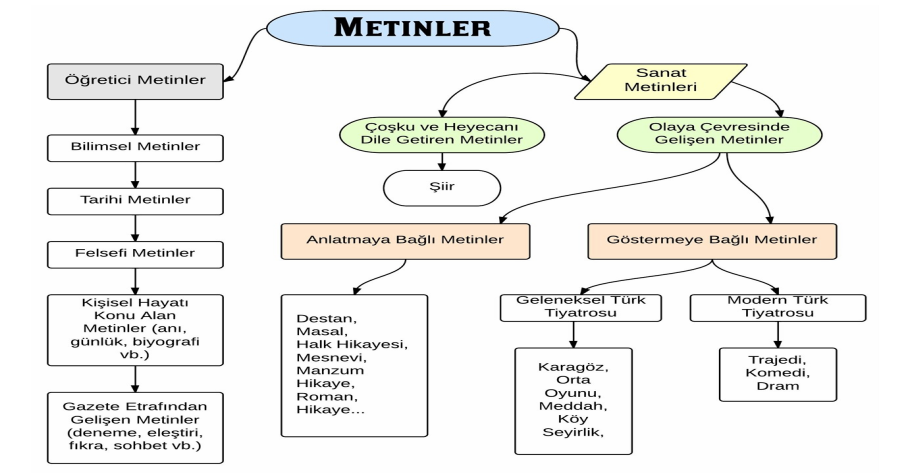 METINLER
Öğretici Metinler
Bilimsel Metinler
Tarihi Metinler
Felsefi Metinler
Kişisel Hayatı
Konu Alan
Metinler (anı,
günlük, biyografi
vb.)
Gazete Etrafından
Gelişen Metinler
(deneme, eleştiri,
fıkra, sohbet vb.)
Sanat
Metinleri
Çoşku ve Heyecanı
Dile Getiren Metinler
Şiir
Olaya Çevresinde
Gelişen Metinler
Anlatmaya Bağlı Metinler
Destan,
Masal,
Halk Hikayesi,
Mesnevi,
Manzum
Hikaye,
Roman,
Hikaye...
Göstermeye Bağlı Metinler
Geleneksel Türk
Tiyatrosu
Karagöz,
Orta
Oyunu,
Meddah,
Köy
Seyirlik,
Modern Türk
Tiyatrosu
Trajedi,
Komedi,
Dram